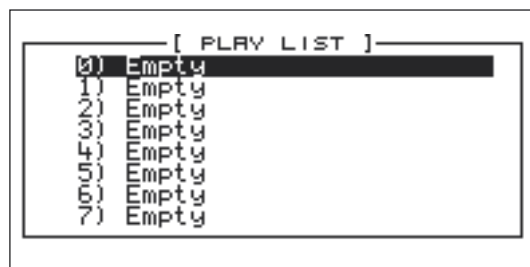 [ PLAY LIST ]
0) Empty
1) Empty
2) Empty
3) Empty
4) Empty
5) Empty
6) Empty
7) Empty